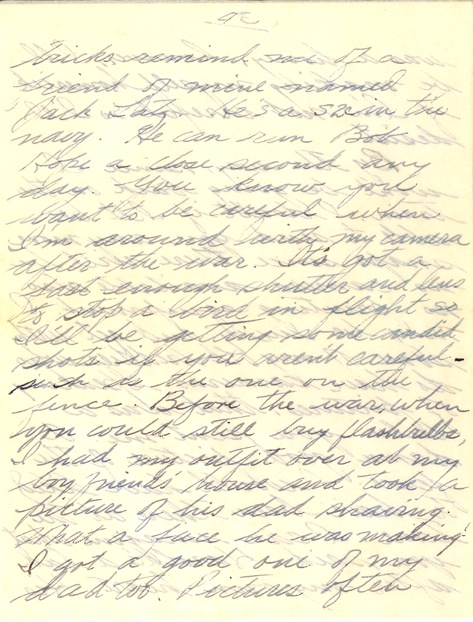 tricks remind me of a
friend of mine named
Jack Latz. He's a S2c in the
navy. He can run Bob
Hope a close second any
day. You know you
want to be careful when
I'm around with my camera
after the war. It's got a
fast enough shutter and lens
to stop a bird in flight so
I'll be getting some candid
shots if you aren't careful -
such as the one on the
fence. Before the war, when
you could still buy flashbulbs,
I had my outfit over at my
boy friends house and took a
picture of his dad shaving.
What a face he was making!
I got a good one of my
dad too. Pictures often